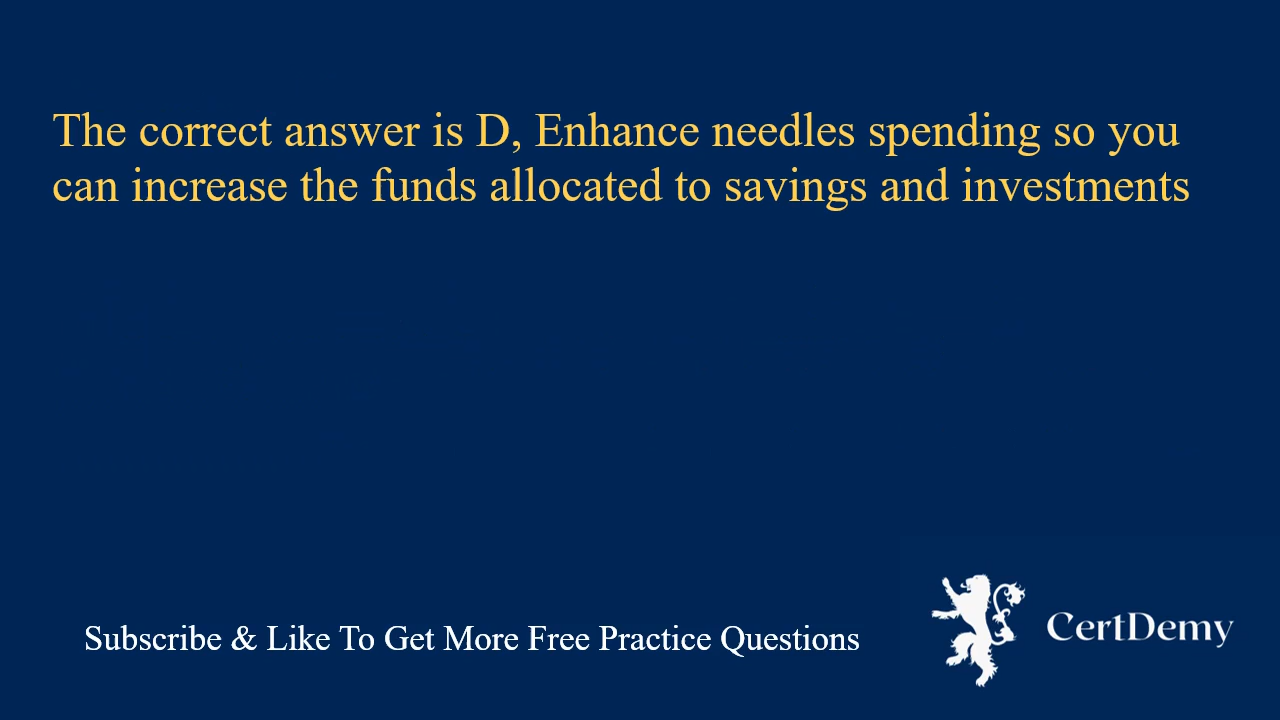 The correct answer is D, Enhance needles spending so you
can increase the funds allocated to savings and investments
Subscribe & Like To Get More Free Practice Questions
CertDemy